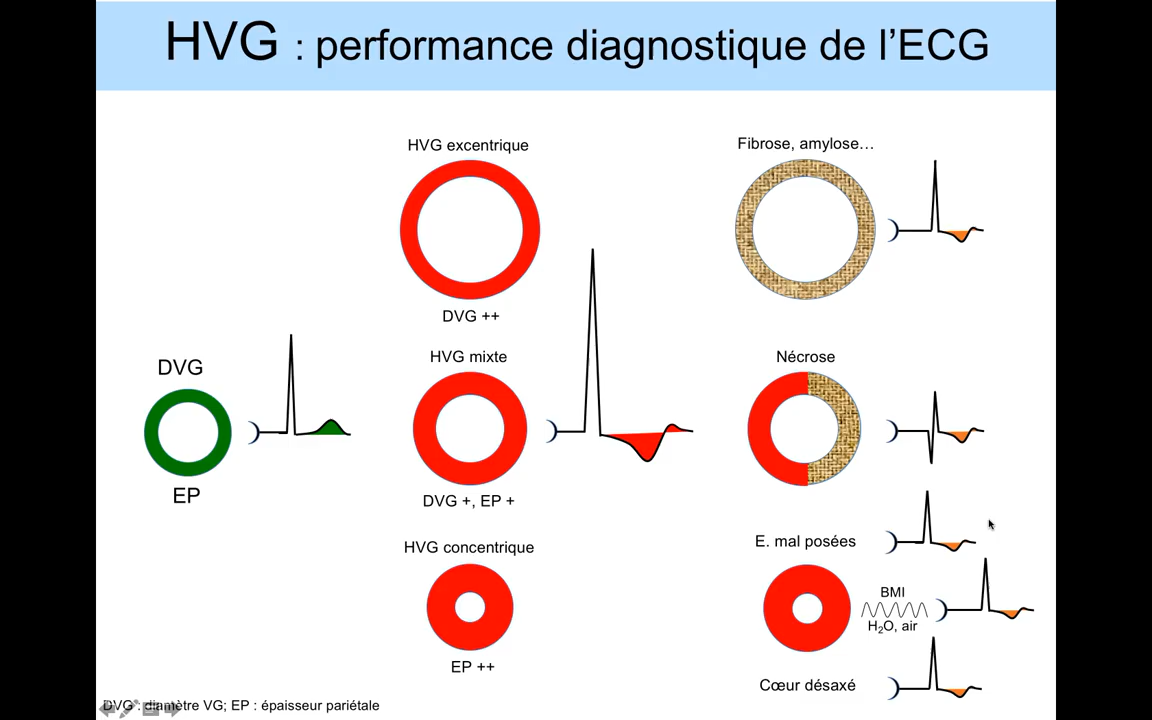 HVG : performance diagnostique de l'ECG
HVG excentrique
DVG ++
DVG
EP
HVG mixte
DVG +, EP +
HVG concentrique
EP ++
Fibrose, amylose…
Nécrose
E. mal posées
BMI
H₂O, air
Cœur désaxé
DVG : diamètre VG; EP : épaisseur pariétale